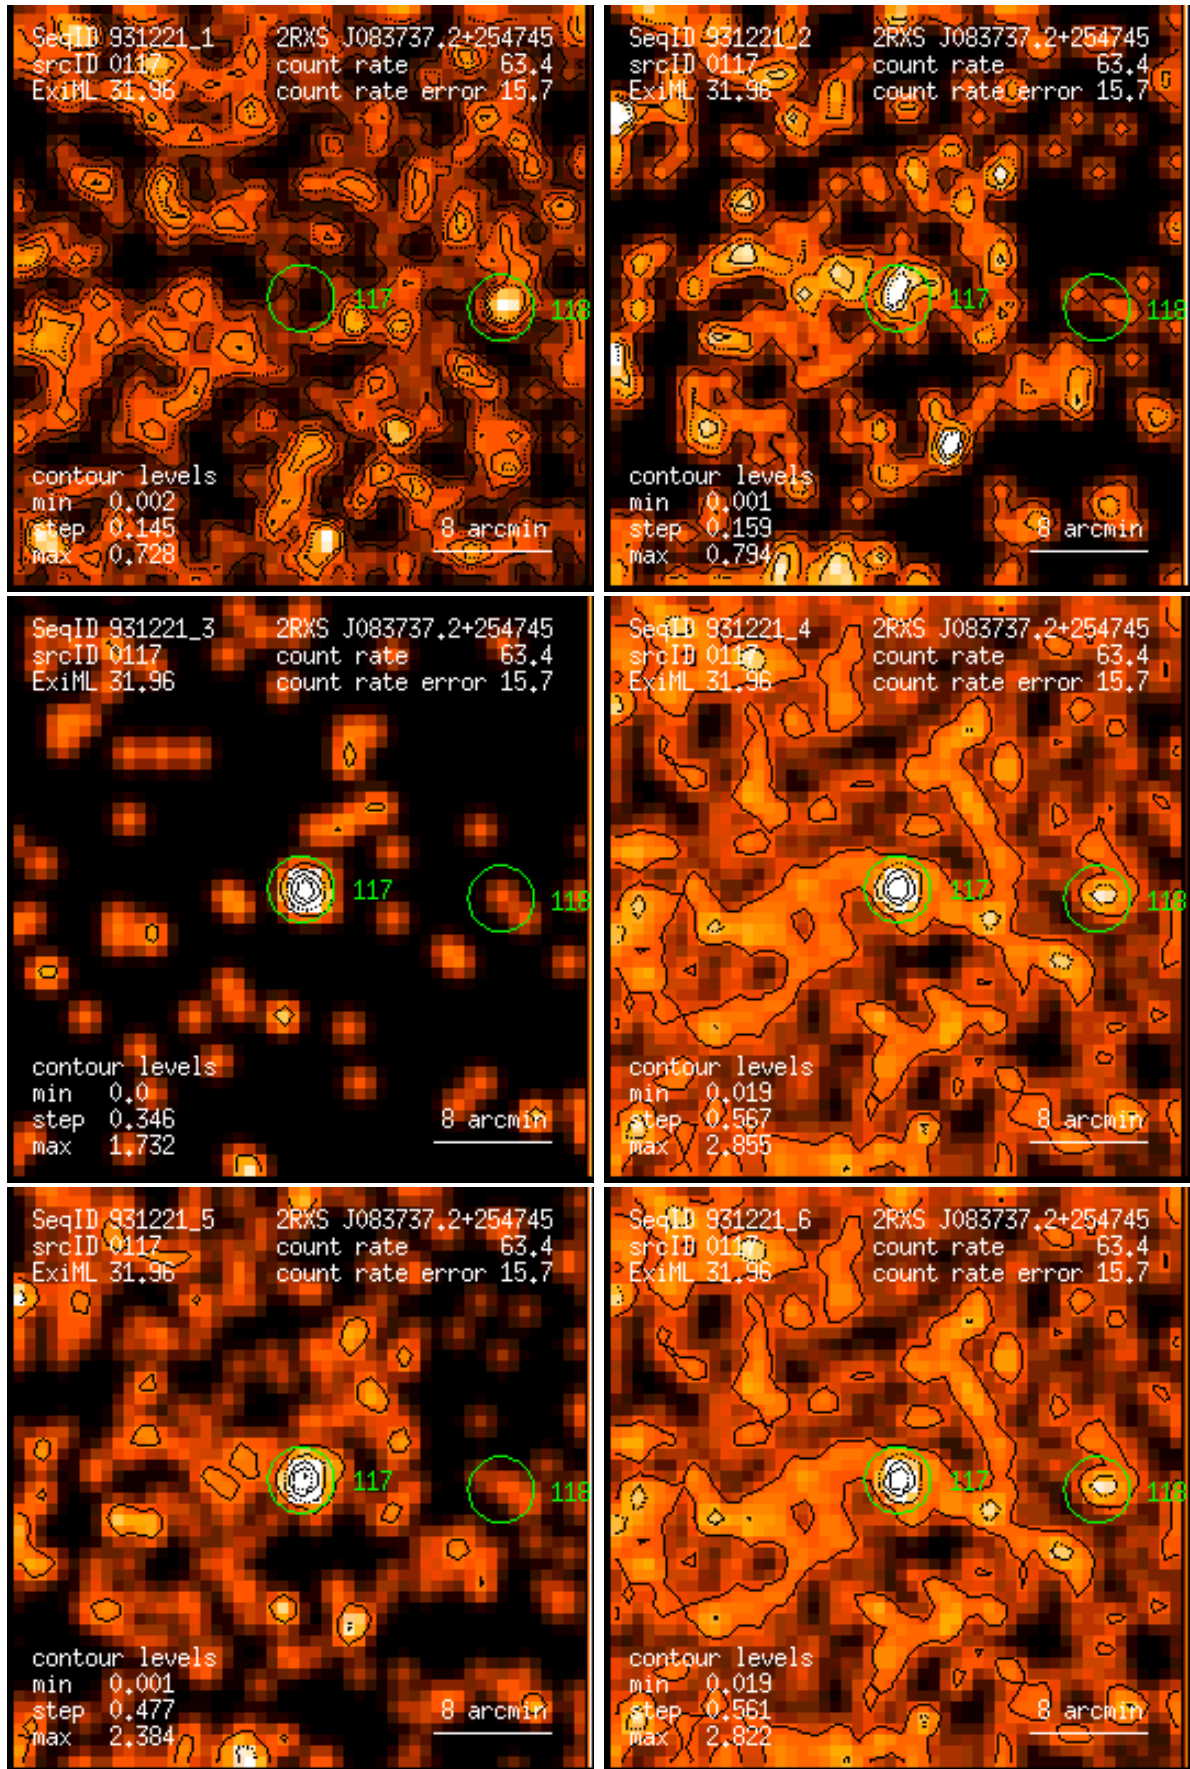 SeqID 931221_1 2RXS J083737.2+254745
srcID 0117 count rate 63.4
ExiML 31.96 count rate error 15.7
117
118
contour levels
min 0.002
step 0.145 8 arcmin
max 0.728
SeqID 931221_2 2RXS J083737.2+254745
srcID 0117 count rate 63.4
ExiML 31.96 count rate error 15.7
117
118
contour levels
min 0.001
step 0.159 8 arcmin
max 0.794
SeqID 931221_3 2RXS J083737.2+254745
srcID 0117 count rate 63.4
ExiML 31.96 count rate error 15.7
117
118
contour levels
min 0.0
step 0.346 8 arcmin
max 1.732
SeqID 931221_4 2RXS J083737.2+254745
srcID 0117 count rate 63.4
ExiML 31.96 count rate error 15.7
117
118
contour levels
min 0.019
step 0.567 8 arcmin
max 2.855
SeqID 931221_5 2RXS J083737.2+254745
srcID 0117 count rate 63.4
ExiML 31.96 count rate error 15.7
117
118
contour levels
min 0.001
step 0.477 8 arcmin
max 2.384
SeqID 931221_6 2RXS J083737.2+254745
srcID 0117 count rate 63.4
ExiML 31.96 count rate error 15.7
117
118
contour levels
min 0.019
step 0.561 8 arcmin
max 2.822